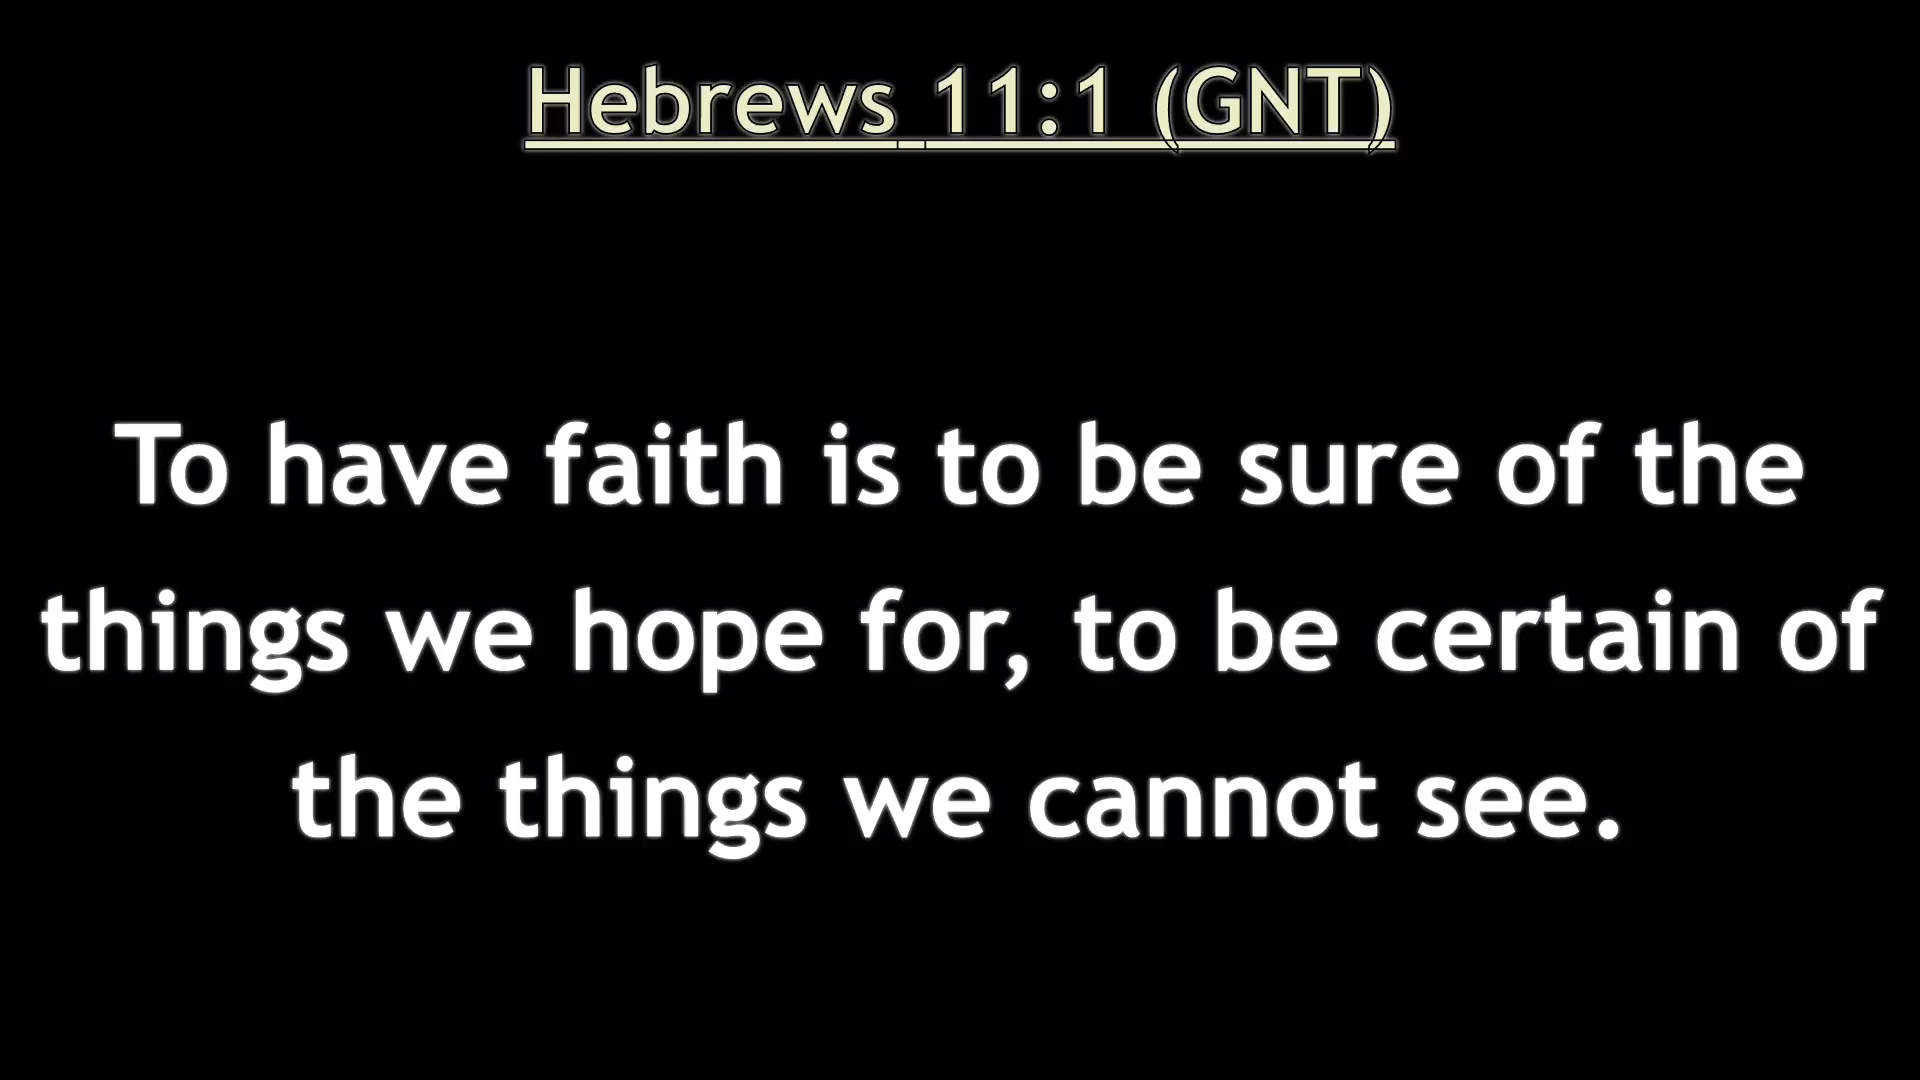 Hebrews 11:1 (GNT)
To have faith is to be sure of the
things we hope for, to be certain of
the things we cannot see.